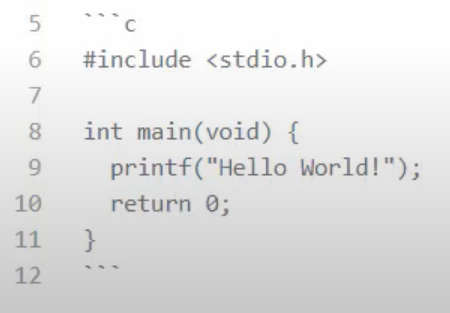 5 ```c
6 #include <stdio.h>
7
8 int main(void) {
9   printf("Hello World!");
10   return 0;
11 }
12 ```